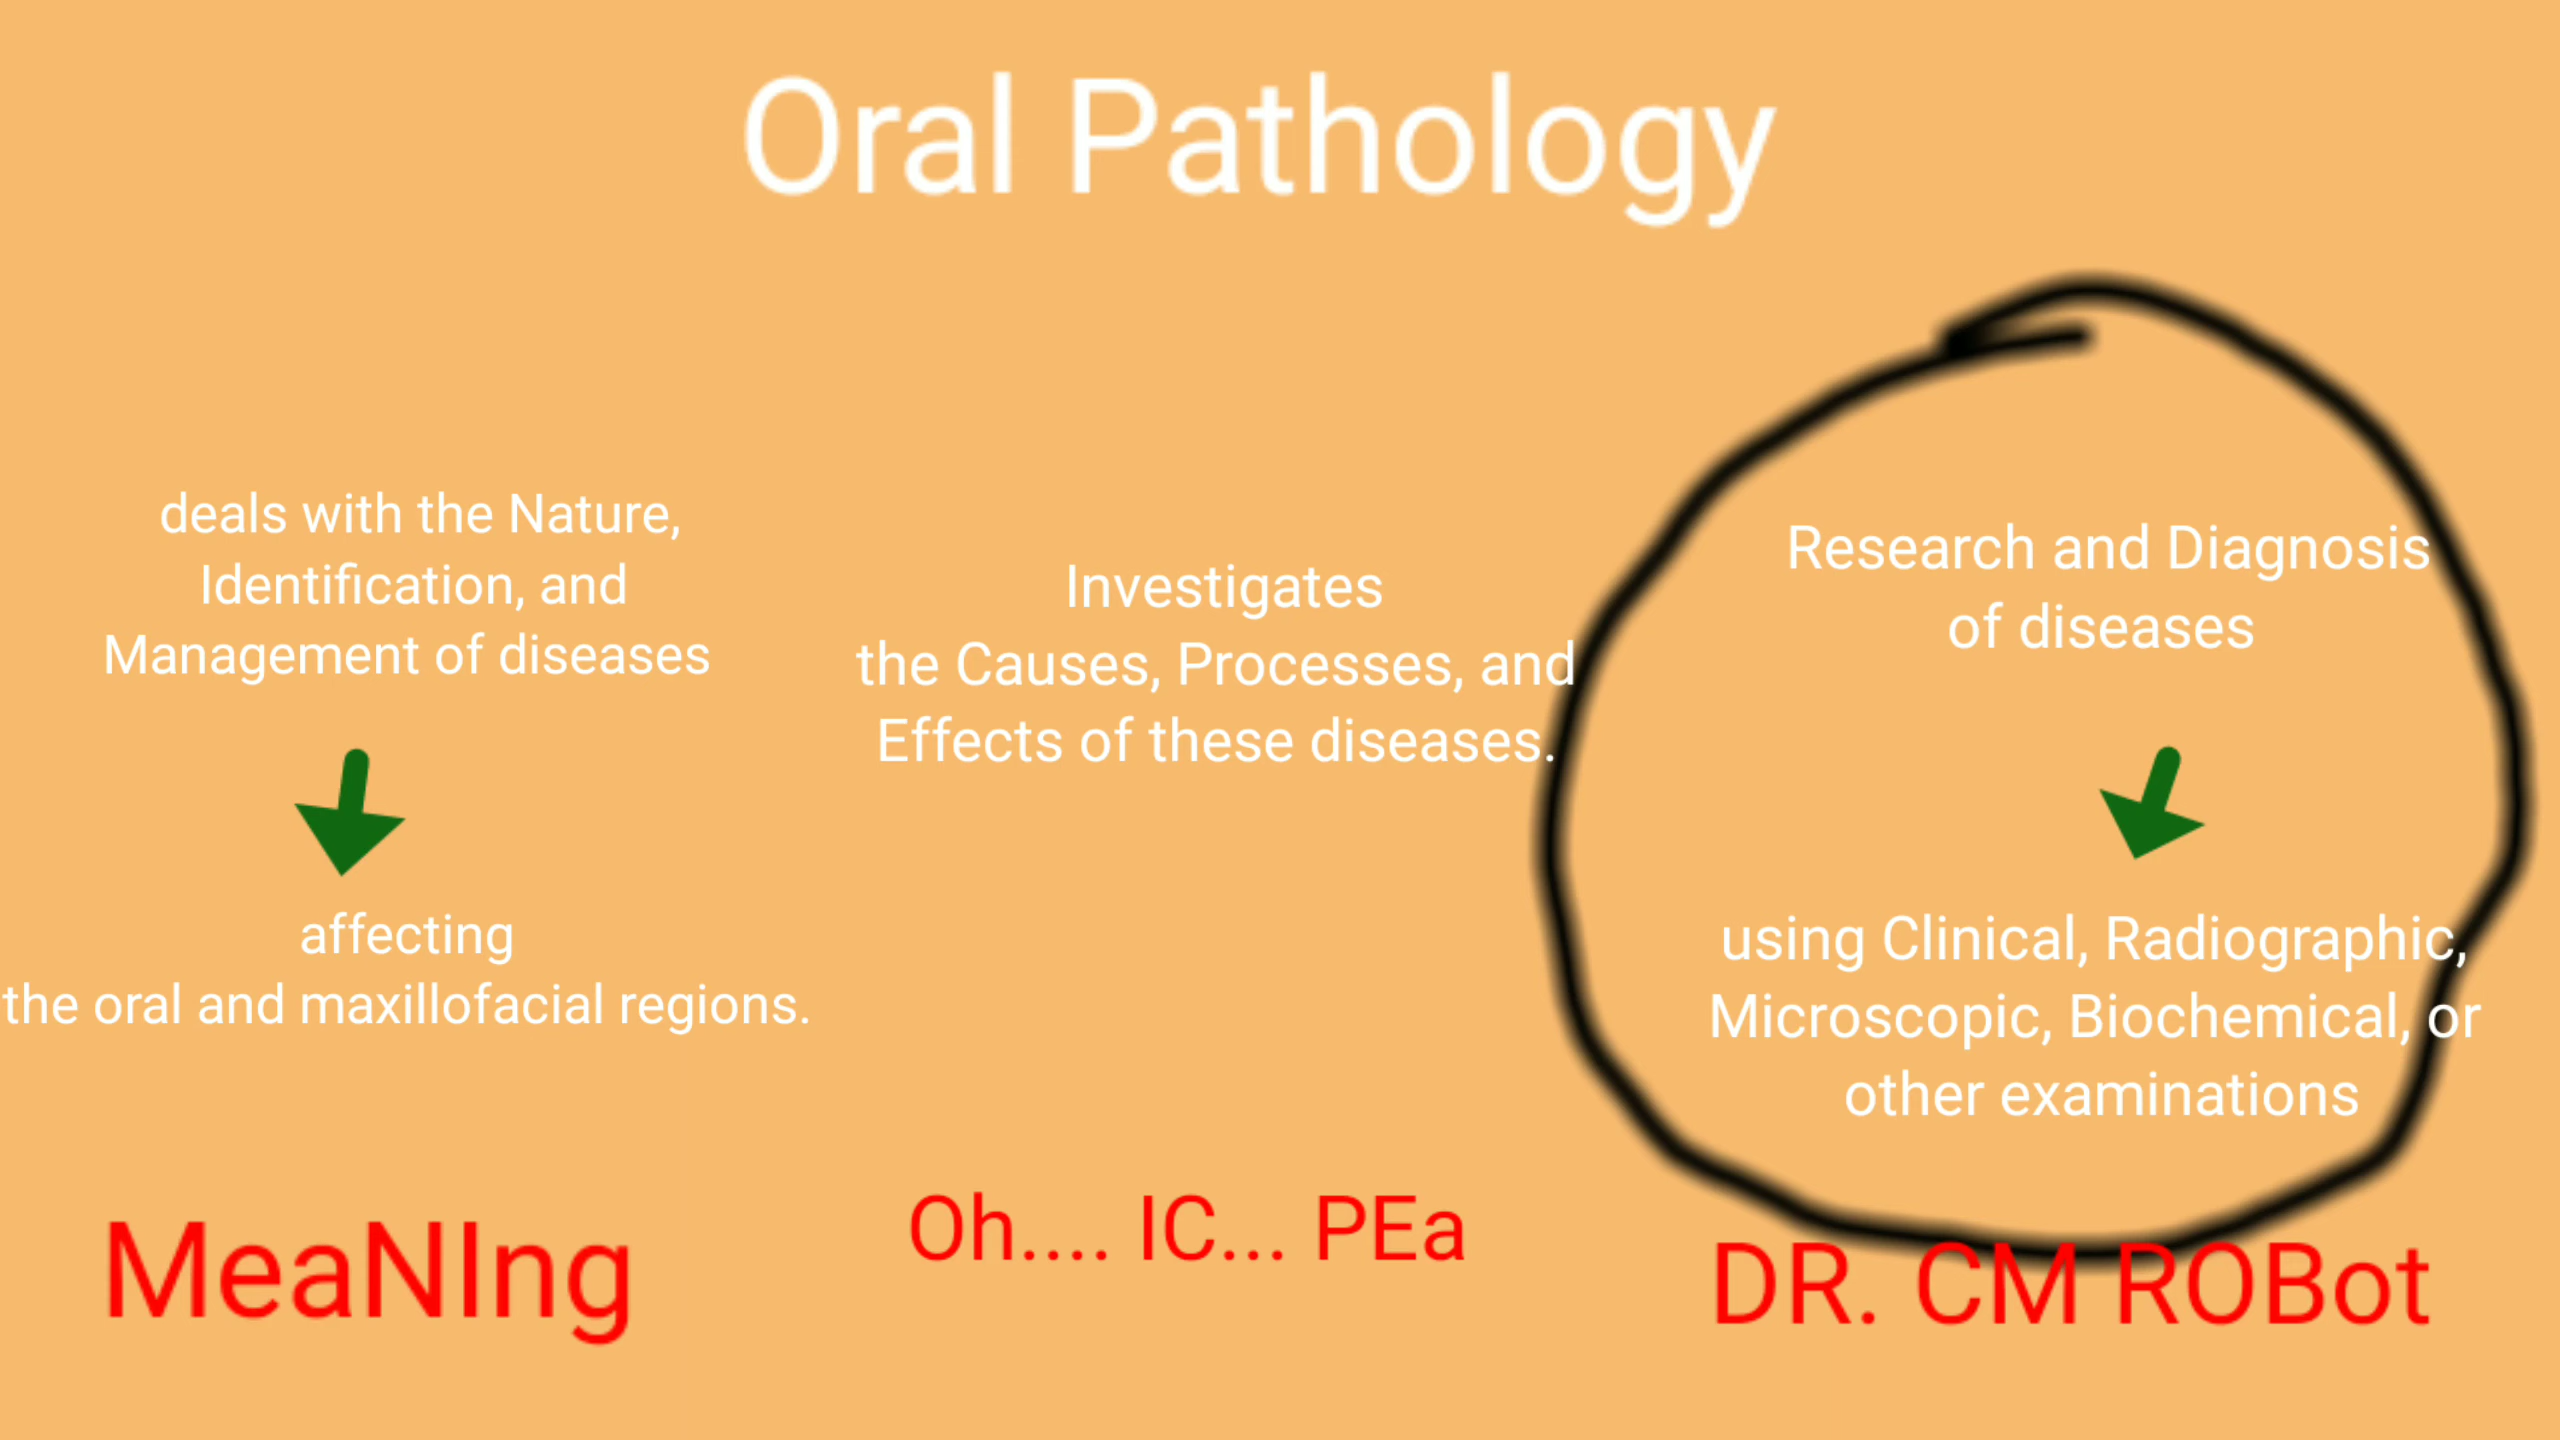 Oral Pathology
deals with the Nature,
Identification, and
Management of diseases
affecting
the oral and maxillofacial regions.
MeaNIng
Investigates
the Causes, Processes, and
Effects of these diseases.
Oh.... IC... PEa
Research and Diagnosis
of diseases
using Clinical, Radiographic,
Microscopic, Biochemical, or
other examinations
DR. CM ROBot